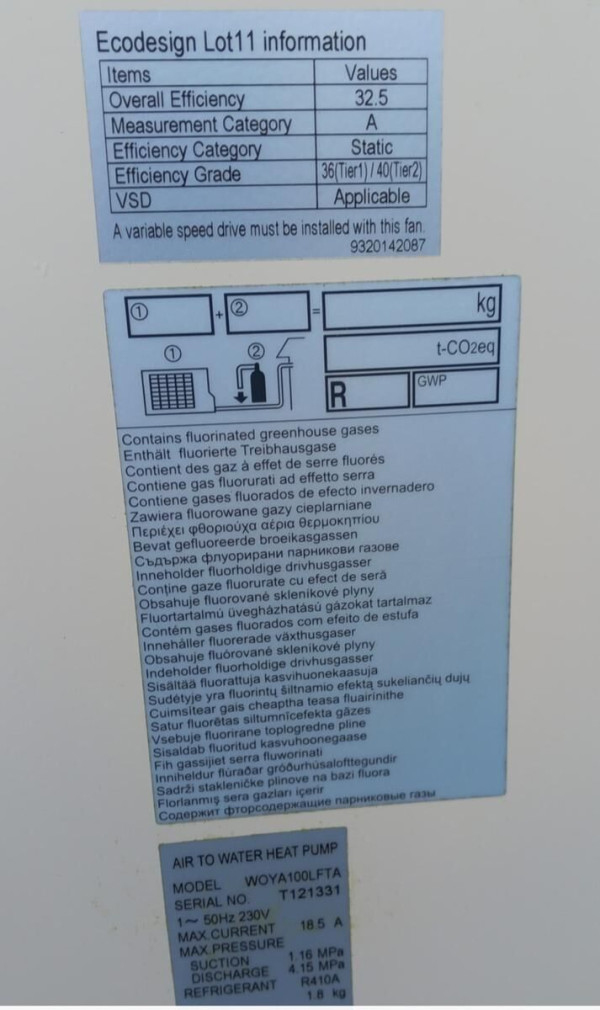 Ecodesign Lot11 information
Items Values
Overall Efficiency 32.5
Measurement Category A
Efficiency Category Static
Efficiency Grade 36(Tier1) / 40(Tier2)
VSD Applicable
A variable speed drive must be installed with this fan.
9320142087
① + ② = kg
t-CO2eq
① ②
R GWP
Contains fluorinated greenhouse gases
Enthält fluorierte Treibhausgase
Contient des gaz à effet de serre fluorés
Contiene gas fluorurati ad effetto serra
Contiene gases fluorados de efecto invernadero
Zawiera fluorowane gazy cieplarniane
Περιέχει φθοριούχα αέρια θερμοκηπίου
Bevat gefluoreerde broeikasgassen
Съдържа флуорирани парникови газове
Inneholder fluorholdige drivhusgasser
Conţine gaze fluorurate cu efect de seră
Obsahuje fluorované skleníkové plyny
Fluortartalmú üvegházhatású gázokat tartalmaz
Contém gases fluorados com efeito de estufa
Innehåller fluorerade växthusgaser
Obsahuje fluórované skleníkové plyny
Indeholder fluorholdige drivhusgasser
Sisältää fluorattuja kasvihuonekaasuja
Sudėtyje yra fluorintų šiltnamio efektą sukeliančių dujų
Cuimsítear gais cheaptha teasa fluairínithe
Satur fluorētas siltumnīcefekta gāzes
Vsebuje fluorirane toplogredne pline
Sisaldab fluoritud kasvuhoonegaase
Fih gassijiet serra fluworinati
Inniheldur flúraðar gróðurhúsalofttegundir
Sadrži stakleničke plinove na bazi fluora
Florlanmış sera gazları içerir
Содержит фторсодержащие парниковые газы
AIR TO WATER HEAT PUMP
MODEL WOYA100LFTA
SERIAL NO. T121331
1~ 50Hz 230V
MAX.CURRENT 18.5 A
MAX.PRESSURE
SUCTION 1.16 MPa
DISCHARGE 4.15 MPa
REFRIGERANT R410A
1.8 kg